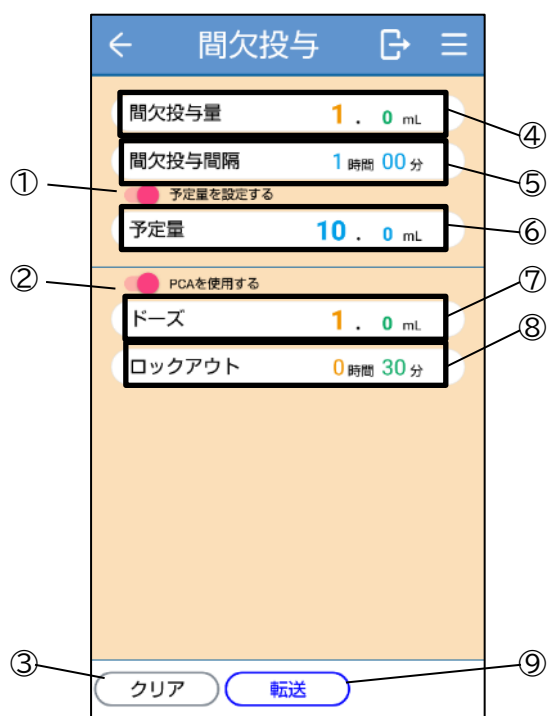 間欠投与
間欠投与量 1 . 0 mL
④
間欠投与間隔 1 時間 00 分
⑤
① 予定量を設定する
予定量 10 . 0 mL
⑥
② PCAを使用する
⑦
ドーズ 1 . 0 mL
⑧
ロックアウト 0 時間 30 分
③ クリア 転送 ⑨